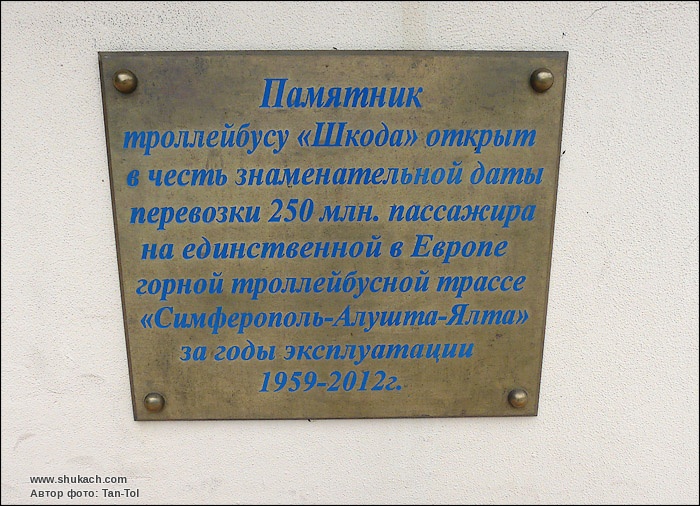 Памятник
троллейбусу «Шкода» открыт
в честь знаменательной даты
перевозки 250 млн. пассажира
на единственной в Европе
горной троллейбусной трассе
«Симферополь-Алушта-Ялта»
за годы эксплуатации
1959-2012г.
www.shukach.com
Автор фото: Tan-Tol